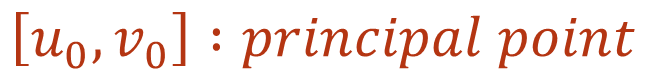 [u₀, v₀] : principal point